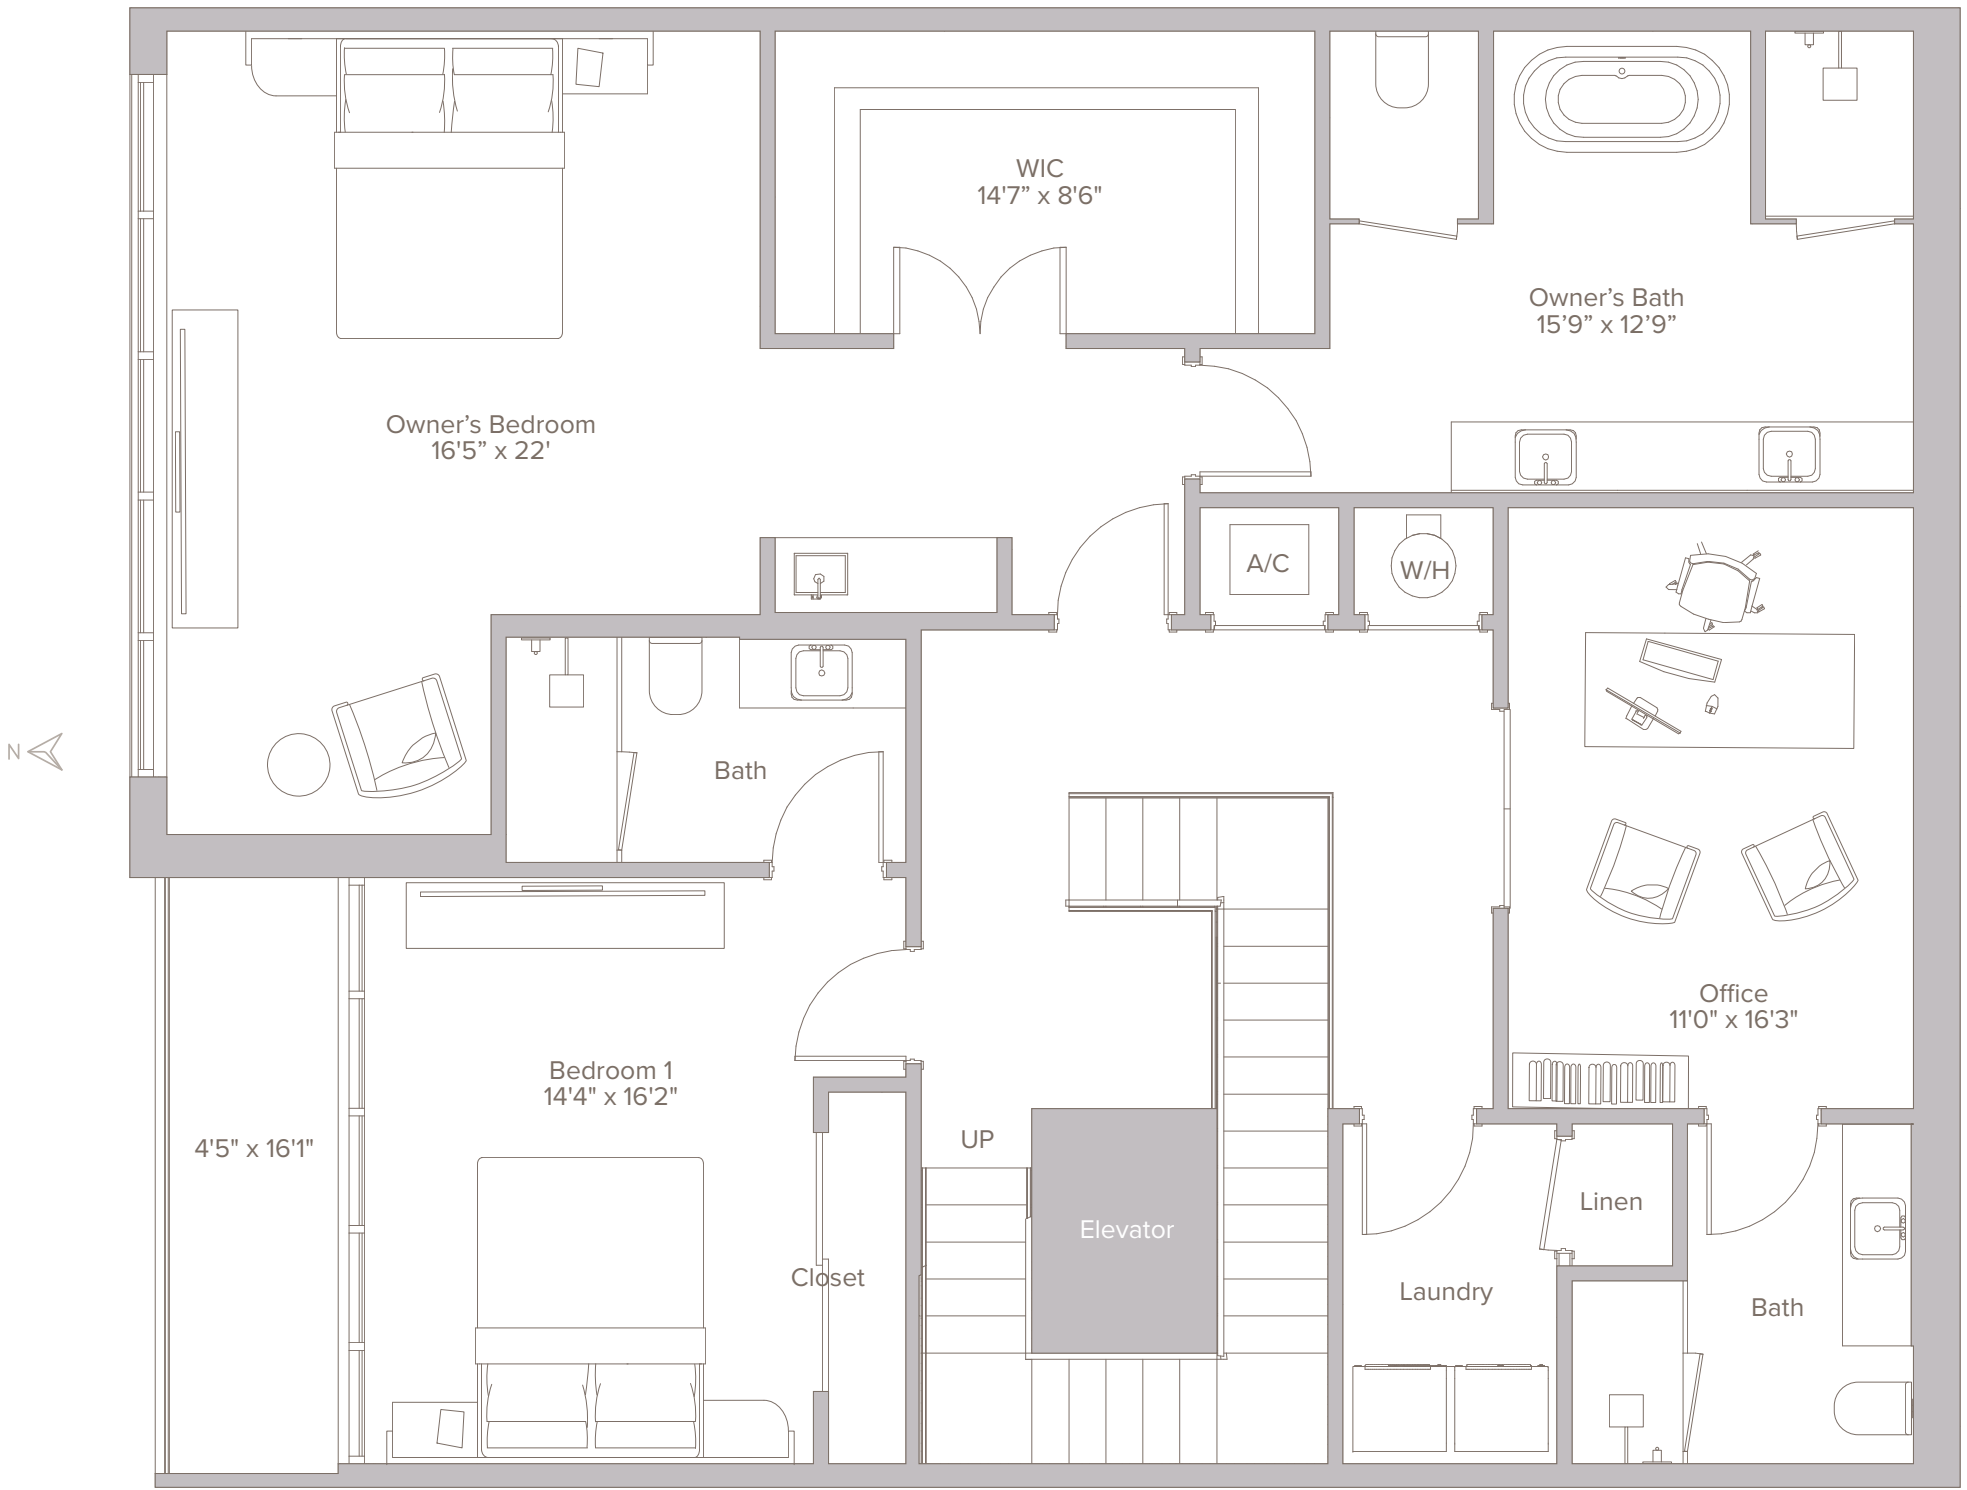 WIC
14'7” x 8'6"
Owner’s Bath
15’9” x 12’9”
Owner’s Bedroom
16'5” x 22'
A/C
W/H
N
Bath
Office
11'0" x 16'3"
Bedroom 1
14'4" x 16'2"
4'5" x 16'1"
UP
Elevator
Linen
Closet
Laundry
Bath